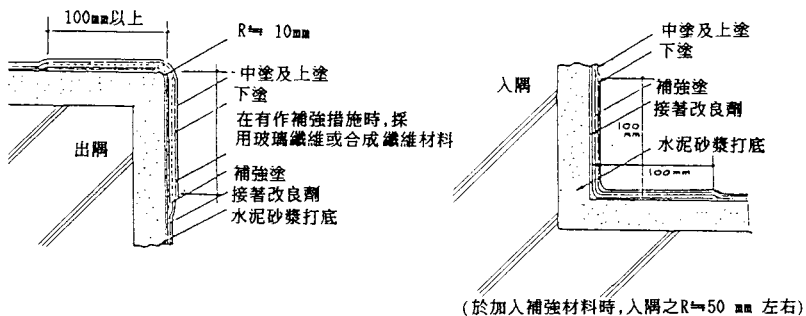 100mm以上
R≒ 10mm
中塗及上塗
下塗
在有作補強措施時,採
用玻璃纖維或合成纖維材料
出隅
補強塗
接著改良劑
水泥砂漿打底
中塗及上塗
下塗
入隅
補強塗
接著改良劑
100
mm
水泥砂漿打底
100mm
(於加入補強材料時,入隅之R≒50 mm 左右)